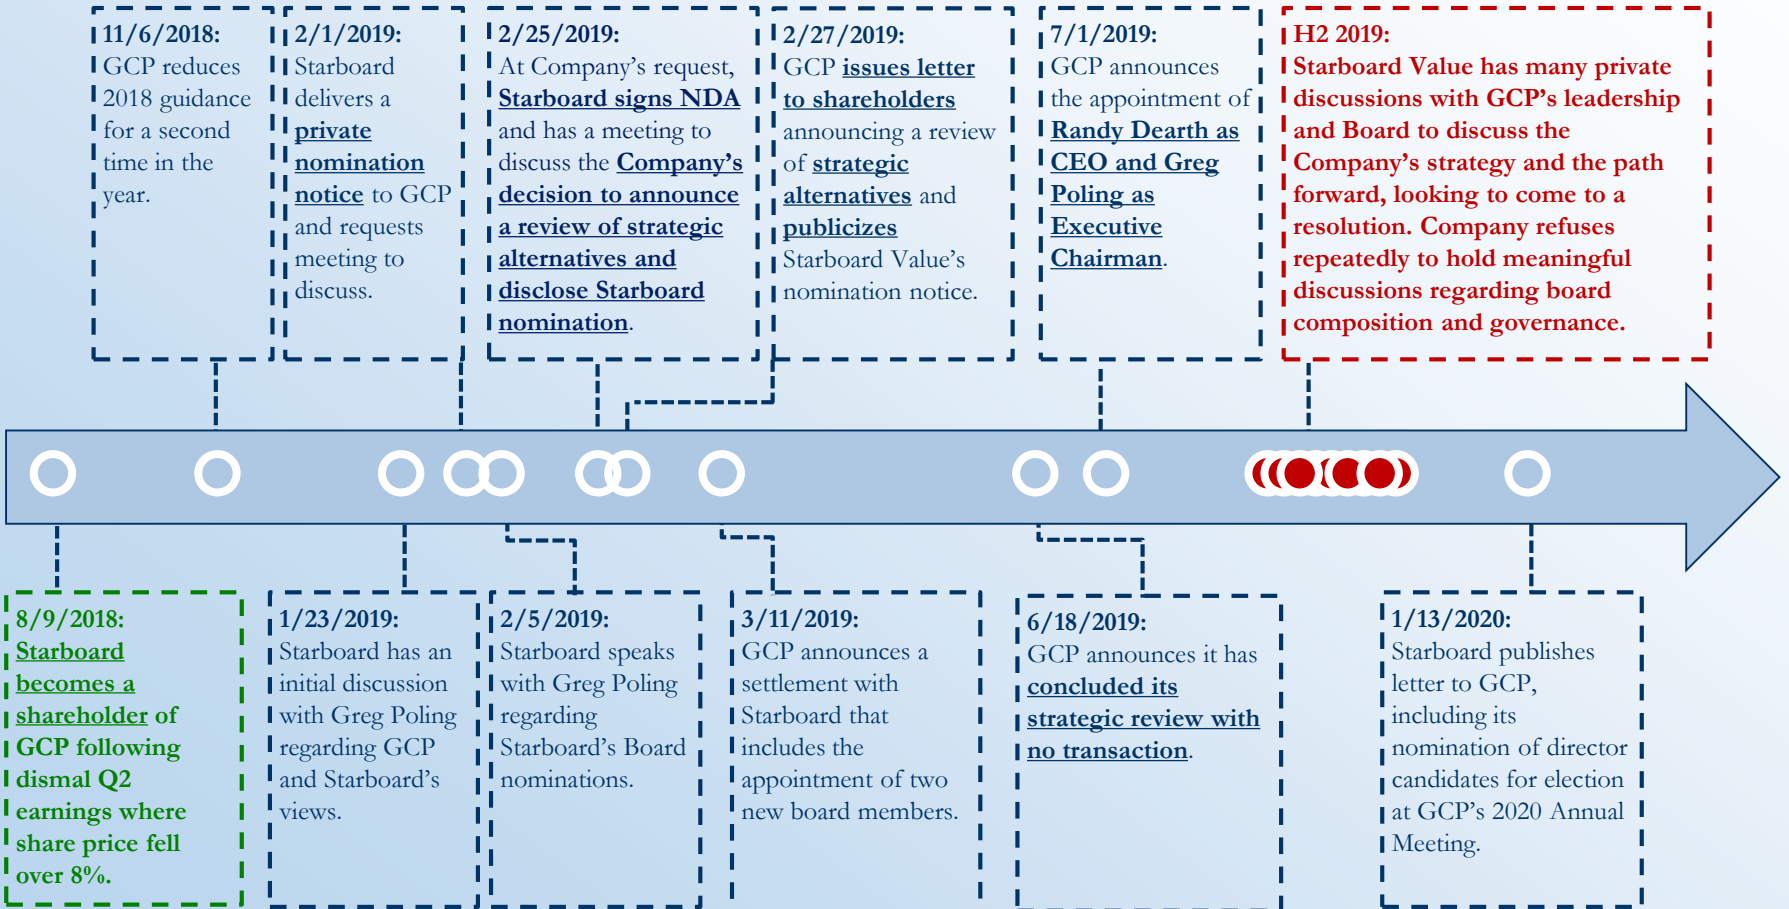 11/6/2018:
GCP reduces
2018 guidance
for a second
time in the
year.
2/1/2019:
Starboard
delivers a
private
nomination
notice to GCP
and requests
meeting to
discuss.
2/25/2019:
At Company’s request,
Starboard signs NDA
and has a meeting to
discuss the Company’s
decision to announce
a review of strategic
alternatives and
disclose Starboard
nomination.
2/27/2019:
GCP issues letter
to shareholders
announcing a review
of strategic
alternatives and
publicizes
Starboard Value’s
nomination notice.
7/1/2019:
GCP announces
the appointment of
Randy Dearth as
CEO and Greg
Poling as
Executive
Chairman.
H2 2019:
Starboard Value has many private
discussions with GCP’s leadership
and Board to discuss the
Company’s strategy and the path
forward, looking to come to a
resolution. Company refuses
repeatedly to hold meaningful
discussions regarding board
composition and governance.
8/9/2018:
Starboard
becomes a
shareholder of
GCP following
dismal Q2
earnings where
share price fell
over 8%.
1/23/2019:
Starboard has an
initial discussion
with Greg Poling
regarding GCP
and Starboard’s
views.
2/5/2019:
Starboard speaks
with Greg Poling
regarding
Starboard’s Board
nominations.
3/11/2019:
GCP announces a
settlement with
Starboard that
includes the
appointment of two
new board members.
6/18/2019:
GCP announces it has
concluded its
strategic review with
no transaction.
1/13/2020:
Starboard publishes
letter to GCP,
including its
nomination of director
candidates for election
at GCP’s 2020 Annual
Meeting.